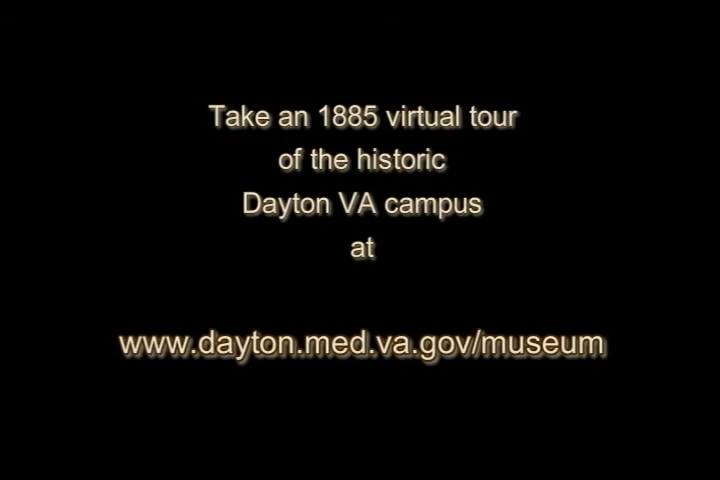 Take an 1885 virtual tour
of the historic
Dayton VA campus
at
www.dayton.med.va.gov/museum